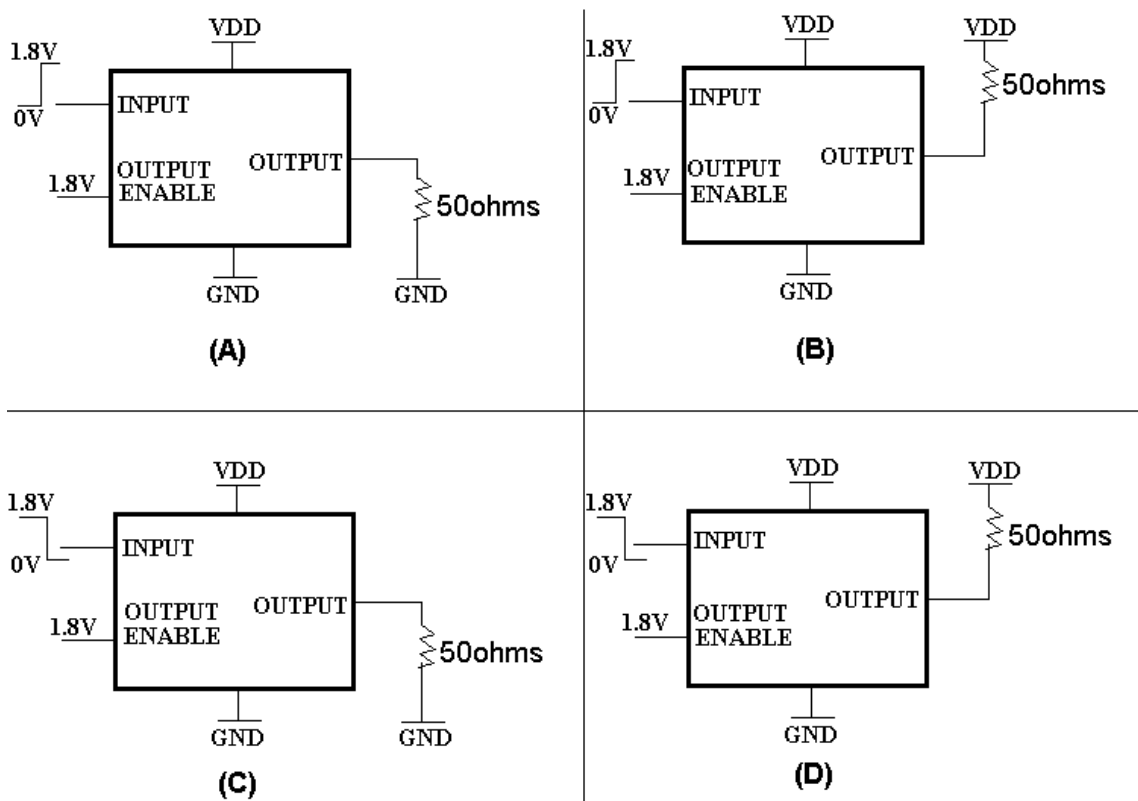 VDD
1.8V
0V
INPUT
OUTPUT
ENABLE
1.8V
OUTPUT
50ohms
GND
GND
(A)
VDD
VDD
1.8V
0V
INPUT
50ohms
OUTPUT
ENABLE
1.8V
OUTPUT
GND
(B)
VDD
1.8V
0V
INPUT
OUTPUT
ENABLE
1.8V
OUTPUT
50ohms
GND
GND
(C)
VDD
VDD
1.8V
0V
INPUT
50ohms
OUTPUT
ENABLE
1.8V
OUTPUT
GND
(D)